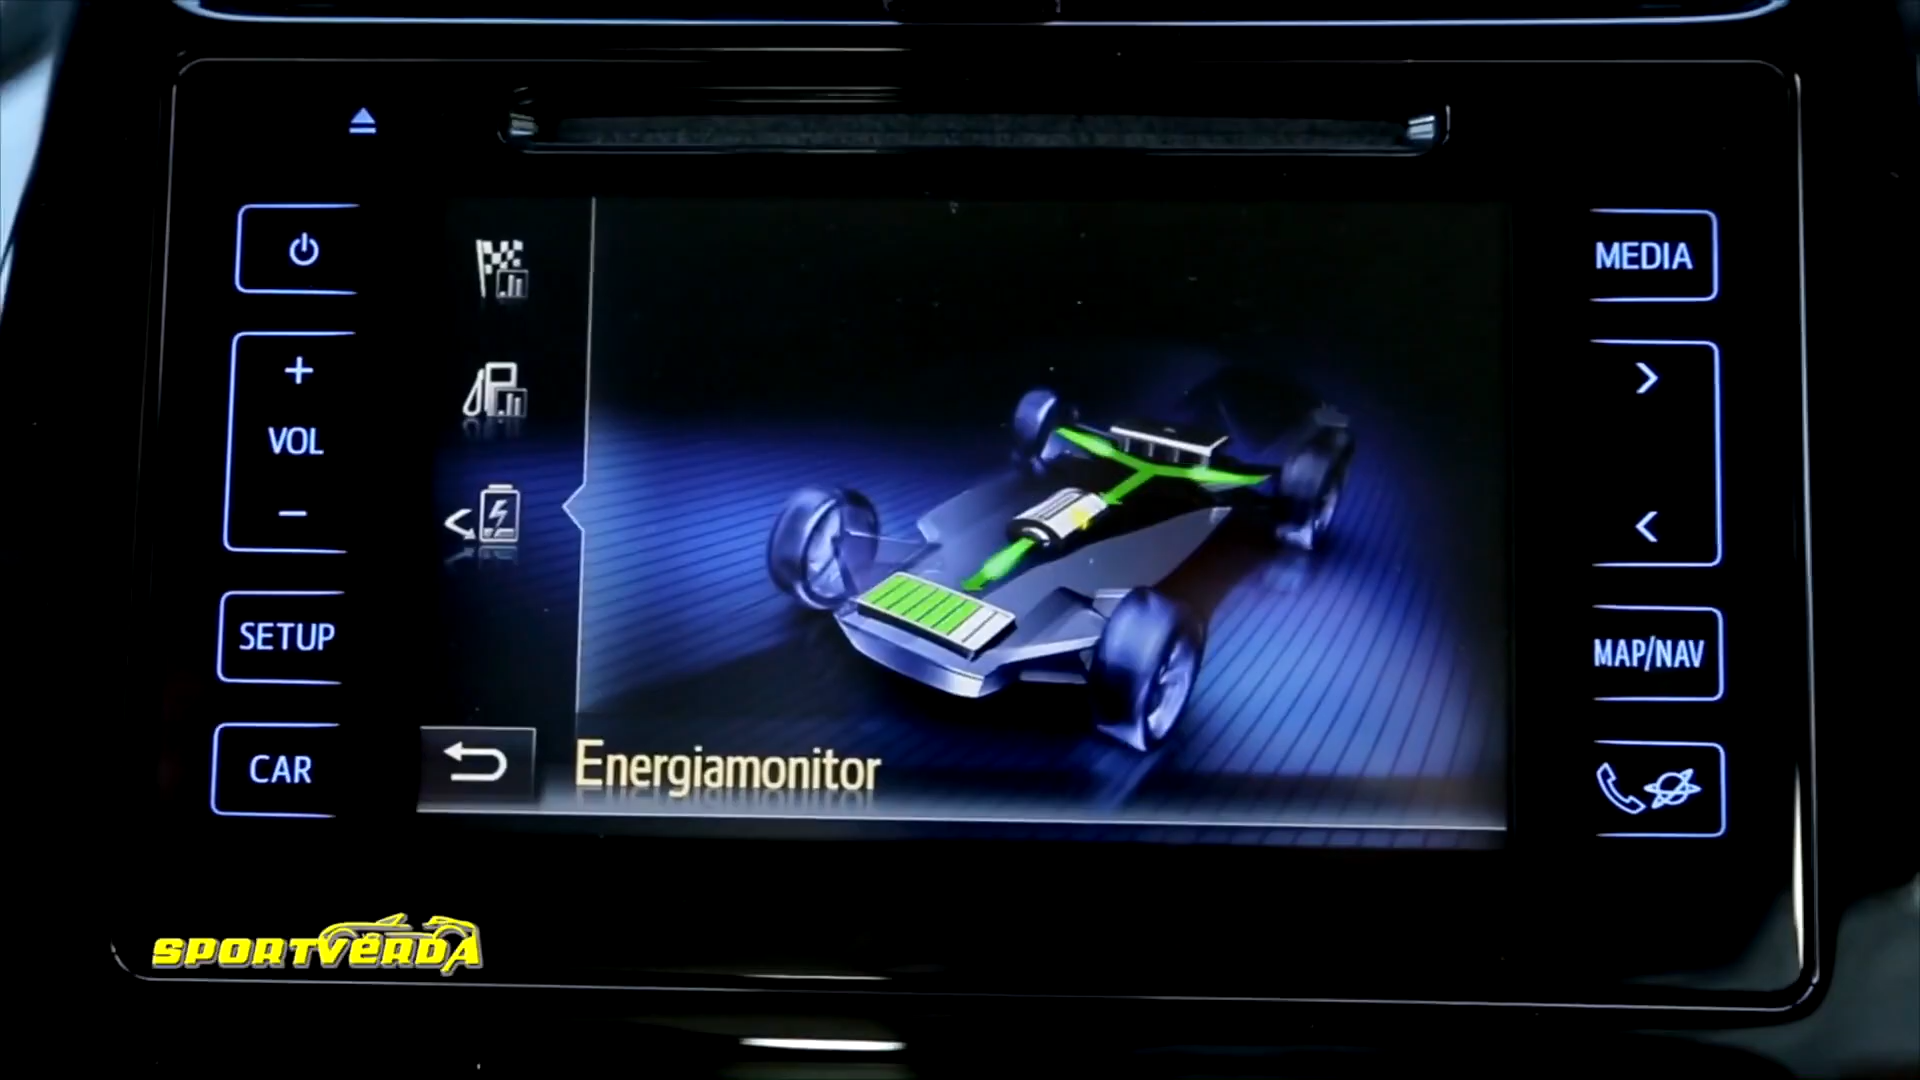 MEDIA
+
VOL
−
SETUP
MAP/NAV
CAR
Energiamonitor
SPORTVERDA